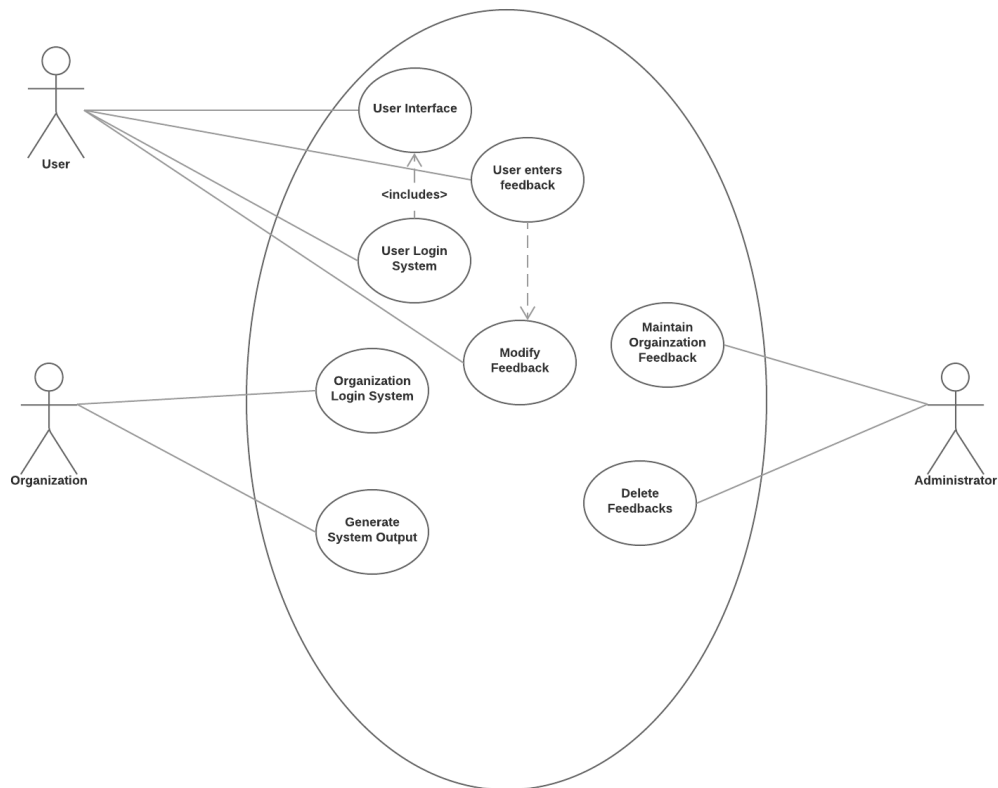 User Interface
User enters
feedback
User
<includes>
User Login
System
Maintain
Orgainzation
Feedback
Modify
Feedback
Organization
Login System
Organization
Administrator
Delete
Feedbacks
Generate
System Output